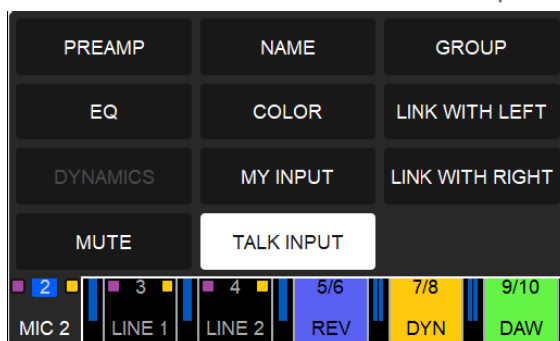 PREAMP NAME GROUP
EQ COLOR LINK WITH LEFT
DYNAMICS MY INPUT LINK WITH RIGHT
MUTE TALK INPUT
2 3 4 5/6 7/8 9/10
MIC 2 LINE 1 LINE 2 REV DYN DAW